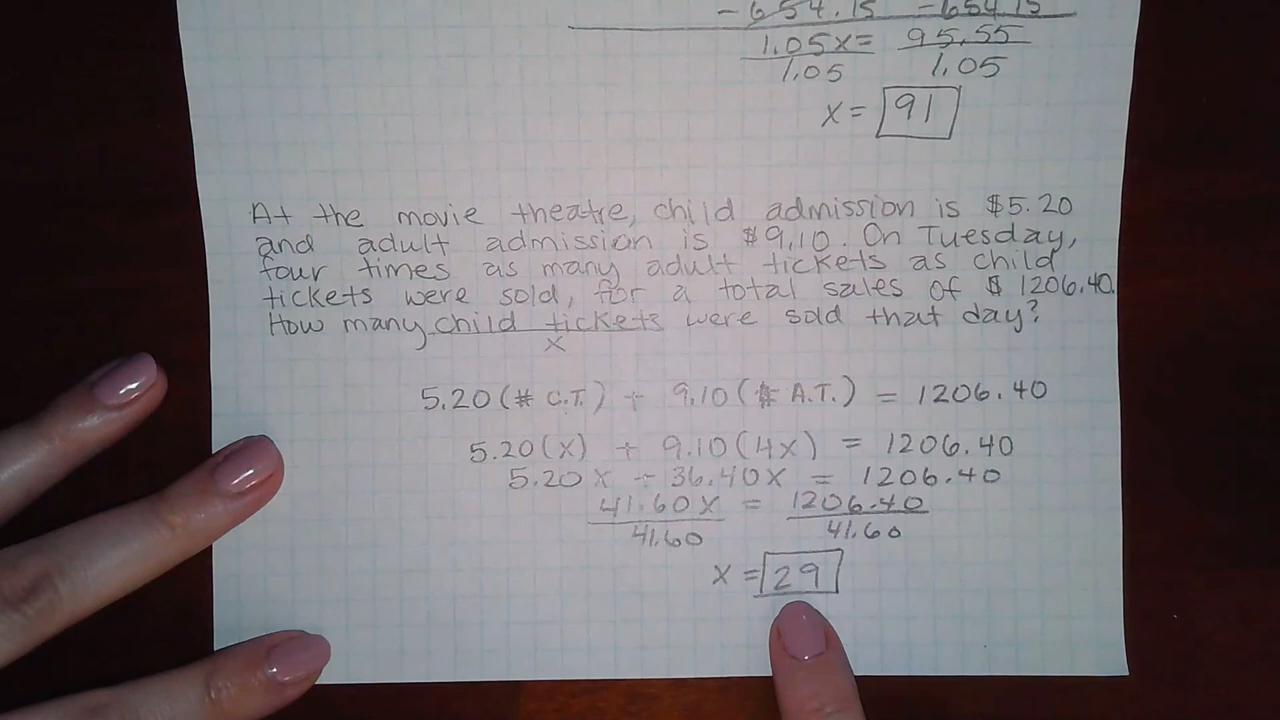 -654.15 -654.15
1.05x = 95.55
1.05 1.05
x = 91
At the movie theatre, child admission is $5.20
and adult admission is $9.10. On Tuesday,
four times as many adult tickets as child
tickets were sold, for a total sales of $1206.40.
How many child tickets were sold that day?
x
5.20(# C.T.) + 9.10(# A.T.) = 1206.40
5.20(x) + 9.10(4x) = 1206.40
5.20x + 36.40x = 1206.40
41.60x = 1206.40
41.60 41.60
x = 29